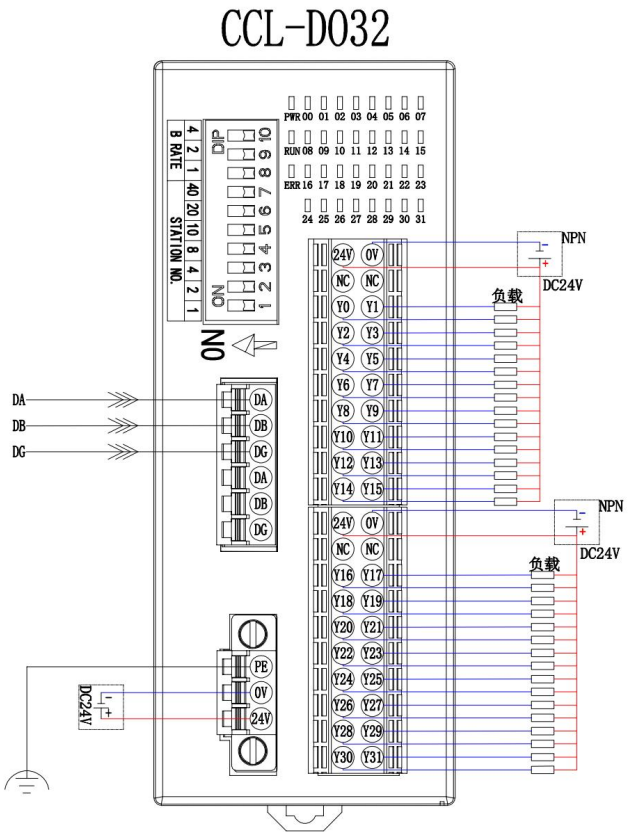 CCL-DO32
PWR 00 01 02 03 04 05 06 07
RUN 08 09 10 11 12 13 14 15
ERR 16 17 18 19 20 21 22 23
24 25 26 27 28 29 30 31
4 2 1 40 20 10 8 4 2 1
B RATE STATION NO.
DIP
ON
10 9 8 7 6 5 4 3 2 1
NO
24V 0V
NC NC
Y0 Y1
Y2 Y3
Y4 Y5
Y6 Y7
Y8 Y9
Y10 Y11
Y12 Y13
Y14 Y15
- NPN
+
DC24V
负载
24V 0V
NC NC
Y16 Y17
Y18 Y19
Y20 Y21
Y22 Y23
Y24 Y25
Y26 Y27
Y28 Y29
Y30 Y31
- NPN
+
DC24V
负载
DA DA
DB DB
DG DG
DA
DB
DG
PE
0V
24V
DC24V
-
+